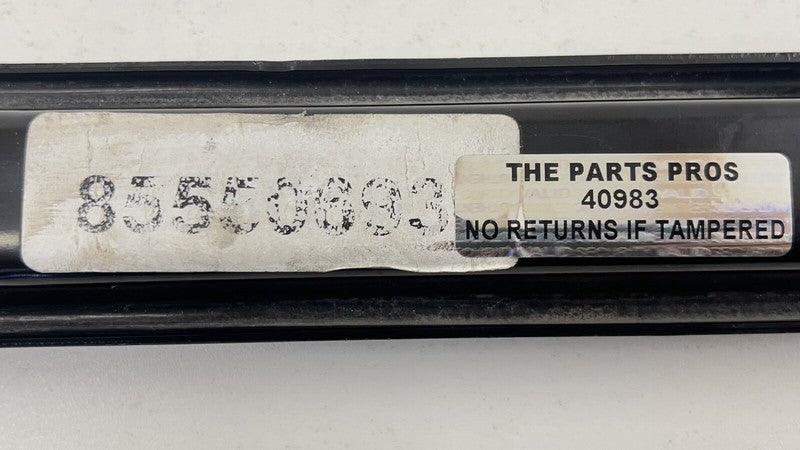 85550693
THE PARTS PROS
40983
NO RETURNS IF TAMPERED